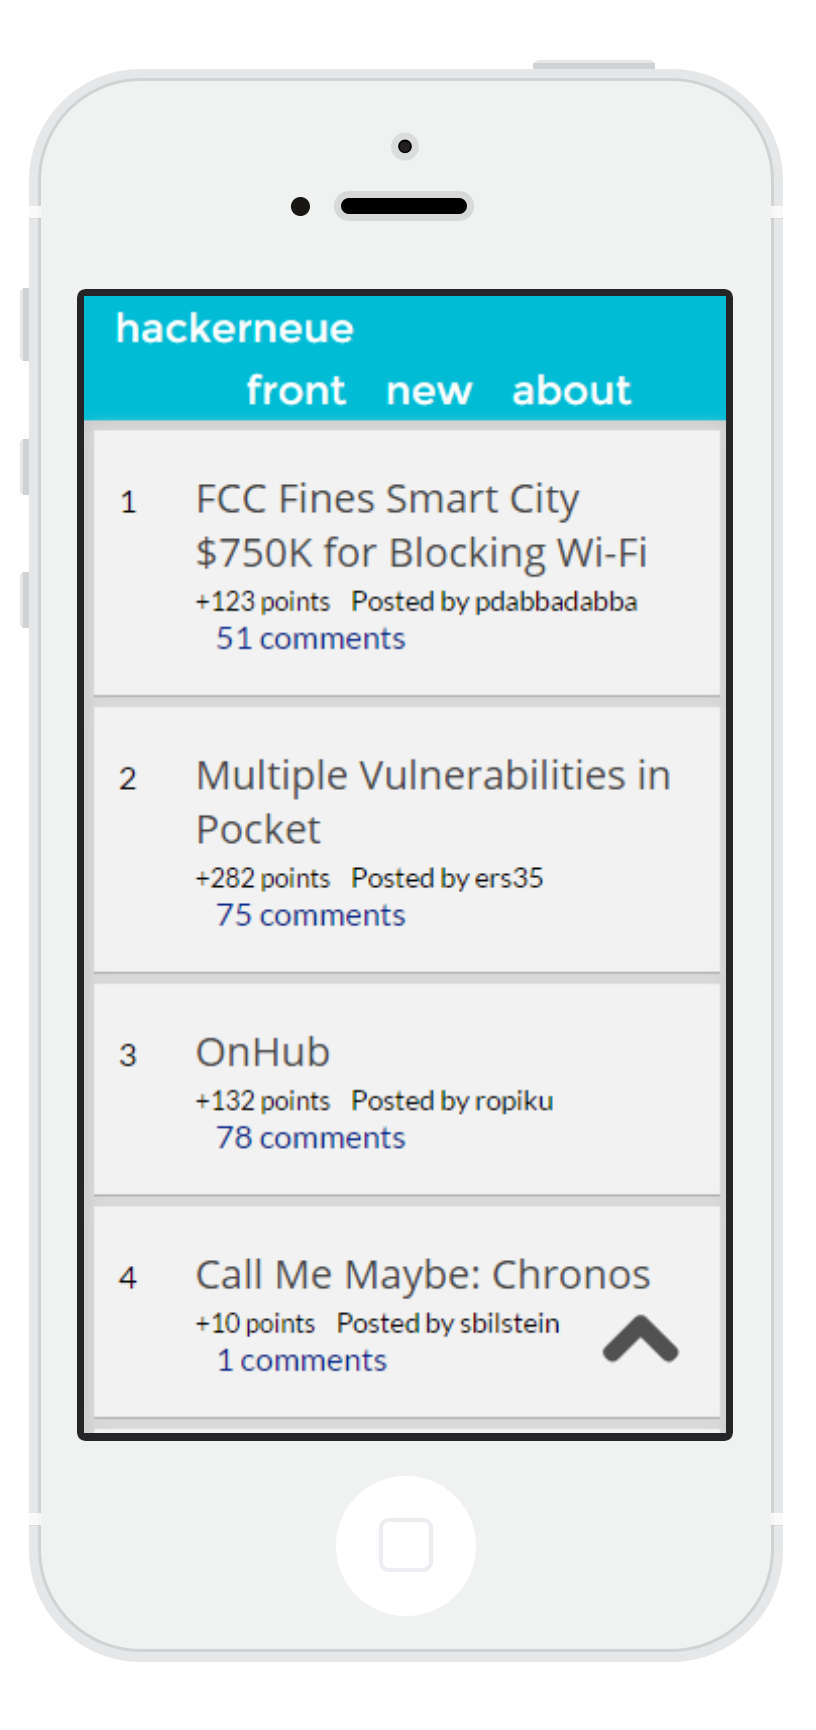 hackerneue
front new about
1 FCC Fines Smart City
$750K for Blocking Wi-Fi
+123 points Posted by pdabbadabba
51 comments
2 Multiple Vulnerabilities in
Pocket
+282 points Posted by ers35
75 comments
3 OnHub
+132 points Posted by ropiku
78 comments
4 Call Me Maybe: Chronos
+10 points Posted by sbilstein
1 comments